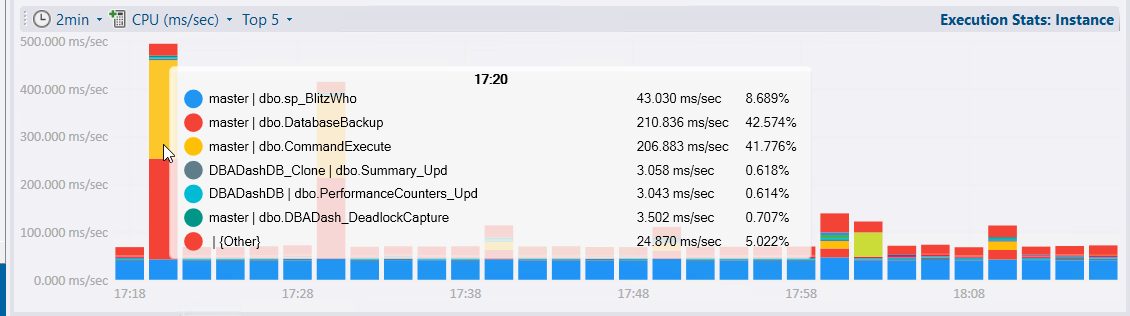 2min CPU (ms/sec) Top 5 Execution Stats: Instance
500.000 ms/sec
400.000 ms/sec
300.000 ms/sec
200.000 ms/sec
100.000 ms/sec
0.000 ms/sec
17:20
master | dbo.sp_BlitzWho 43.030 ms/sec 8.689%
master | dbo.DatabaseBackup 210.836 ms/sec 42.574%
master | dbo.CommandExecute 206.883 ms/sec 41.776%
DBADashDB_Clone | dbo.Summary_Upd 3.058 ms/sec 0.618%
DBADashDB | dbo.PerformanceCounters_Upd 3.043 ms/sec 0.614%
master | dbo.DBADash_DeadlockCapture 3.502 ms/sec 0.707%
| {Other} 24.870 ms/sec 5.022%
17:18 17:28 17:38 17:48 17:58 18:08